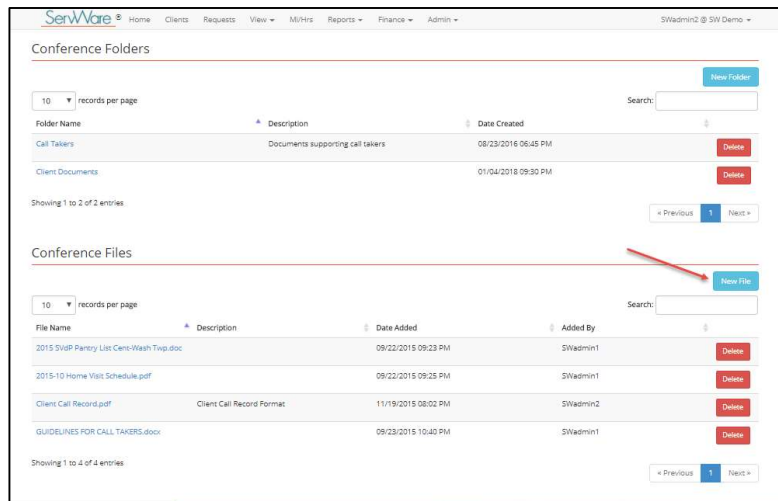 SerWare ® Home Clients Requests View MI/Hrs Reports Finance Admin SWadmin2 @ SW Demo
Conference Folders
New Folder
10 records per page Search:
Folder Name Description Date Created
Call Takers Documents supporting call takers 08/23/2016 06:45 PM Delete
Client Documents 01/04/2018 09:30 PM Delete
Showing 1 to 2 of 2 entries
« Previous 1 Next »
Conference Files
New File
10 records per page Search:
File Name Description Date Added Added By
2015 SVdP Pantry List Cent-Wash Twp.doc 09/22/2015 09:23 PM SWadmin1 Delete
2015-10 Home Visit Schedule.pdf 09/22/2015 09:25 PM SWadmin1 Delete
Client Call Record.pdf Client Call Record Format 11/19/2015 08:02 PM SWadmin2 Delete
GUIDELINES FOR CALL TAKERS.docx 09/23/2015 10:40 PM SWadmin1 Delete
Showing 1 to 4 of 4 entries
« Previous 1 Next »